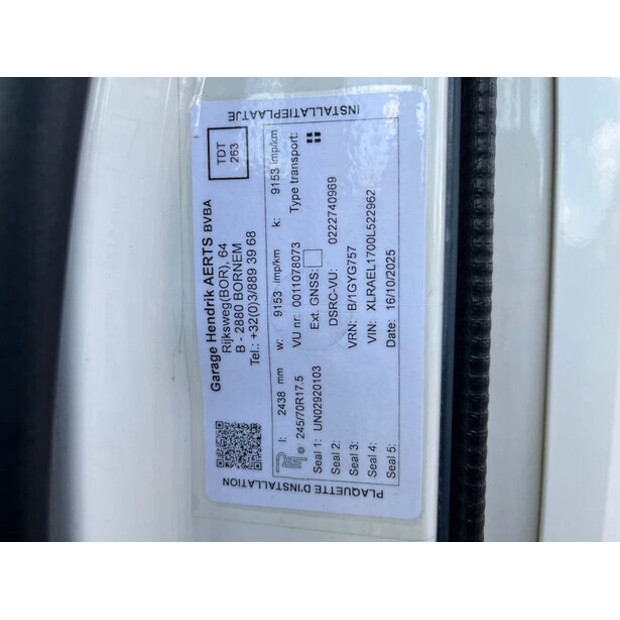 INSTALLATIEPLAATJE
PLAQUETTE D'INSTALLATION
Garage Hendrik AERTS BVBA
Rijksweg(BOR), 64
B - 2880 BORNEM
Tel.: +32(0)3/889 39 68
TDT
263
l: 2438 mm w: 9153 imp/km k: 9153 imp/km
245/70R17.5 VU nr: 0011078073 Type transport:
Seal 1: UN02920103 Ext. GNSS:
Seal 2: DSRC-VU: 0222740969
Seal 3: VRN: B/1GYG757
Seal 4: VIN: XLRAEL1700L522962
Seal 5: Date: 16/10/2025